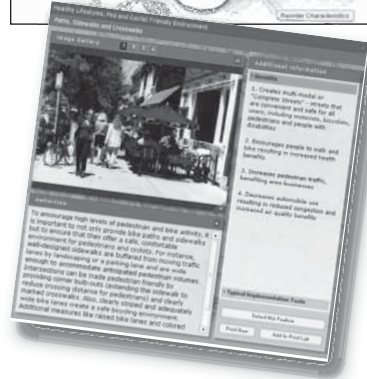 Reorder Characteristics
Healthy Lifestyles: Ped and Cyclist Friendly Environment
Paths, Sidewalks and Crosswalks
Image Gallery
1 2 3 4
Additional Information
Benefits
1. Creates multi-modal or
"Complete Streets" - streets that
are convenient and safe for all
users, including motorists, bicyclists,
pedestrians and people with
disabilities
2. Encourages people to walk and
bike resulting in increased health
benefits
3. Increases pedestrian traffic,
benefiting area businesses
4. Decreases automobile use
resulting in reduced congestion and
increased air quality benefits
Definition
To encourage high levels of pedestrian and bike activity, it
is important to not only provide bike paths and sidewalks
but to ensure that they offer a safe, comfortable
environment for pedestrians and cyclists. For instance,
well-designed sidewalks are buffered from moving traffic
lanes by landscaping or a parking lane and are wide
enough to accommodate anticipated pedestrian volumes.
Intersections can be made pedestrian friendly by
providing corner bulb-outs (extending the sidewalk to
reduce crossing distance for pedestrians) and clearly
marked crosswalks. Also, clearly striped and adequately
wide bike lanes create a safe bicycling environment.
Additional measures like raised bike lanes and colored
Typical Implementation Tools
Select this Feature
Print Now
Add to Print List